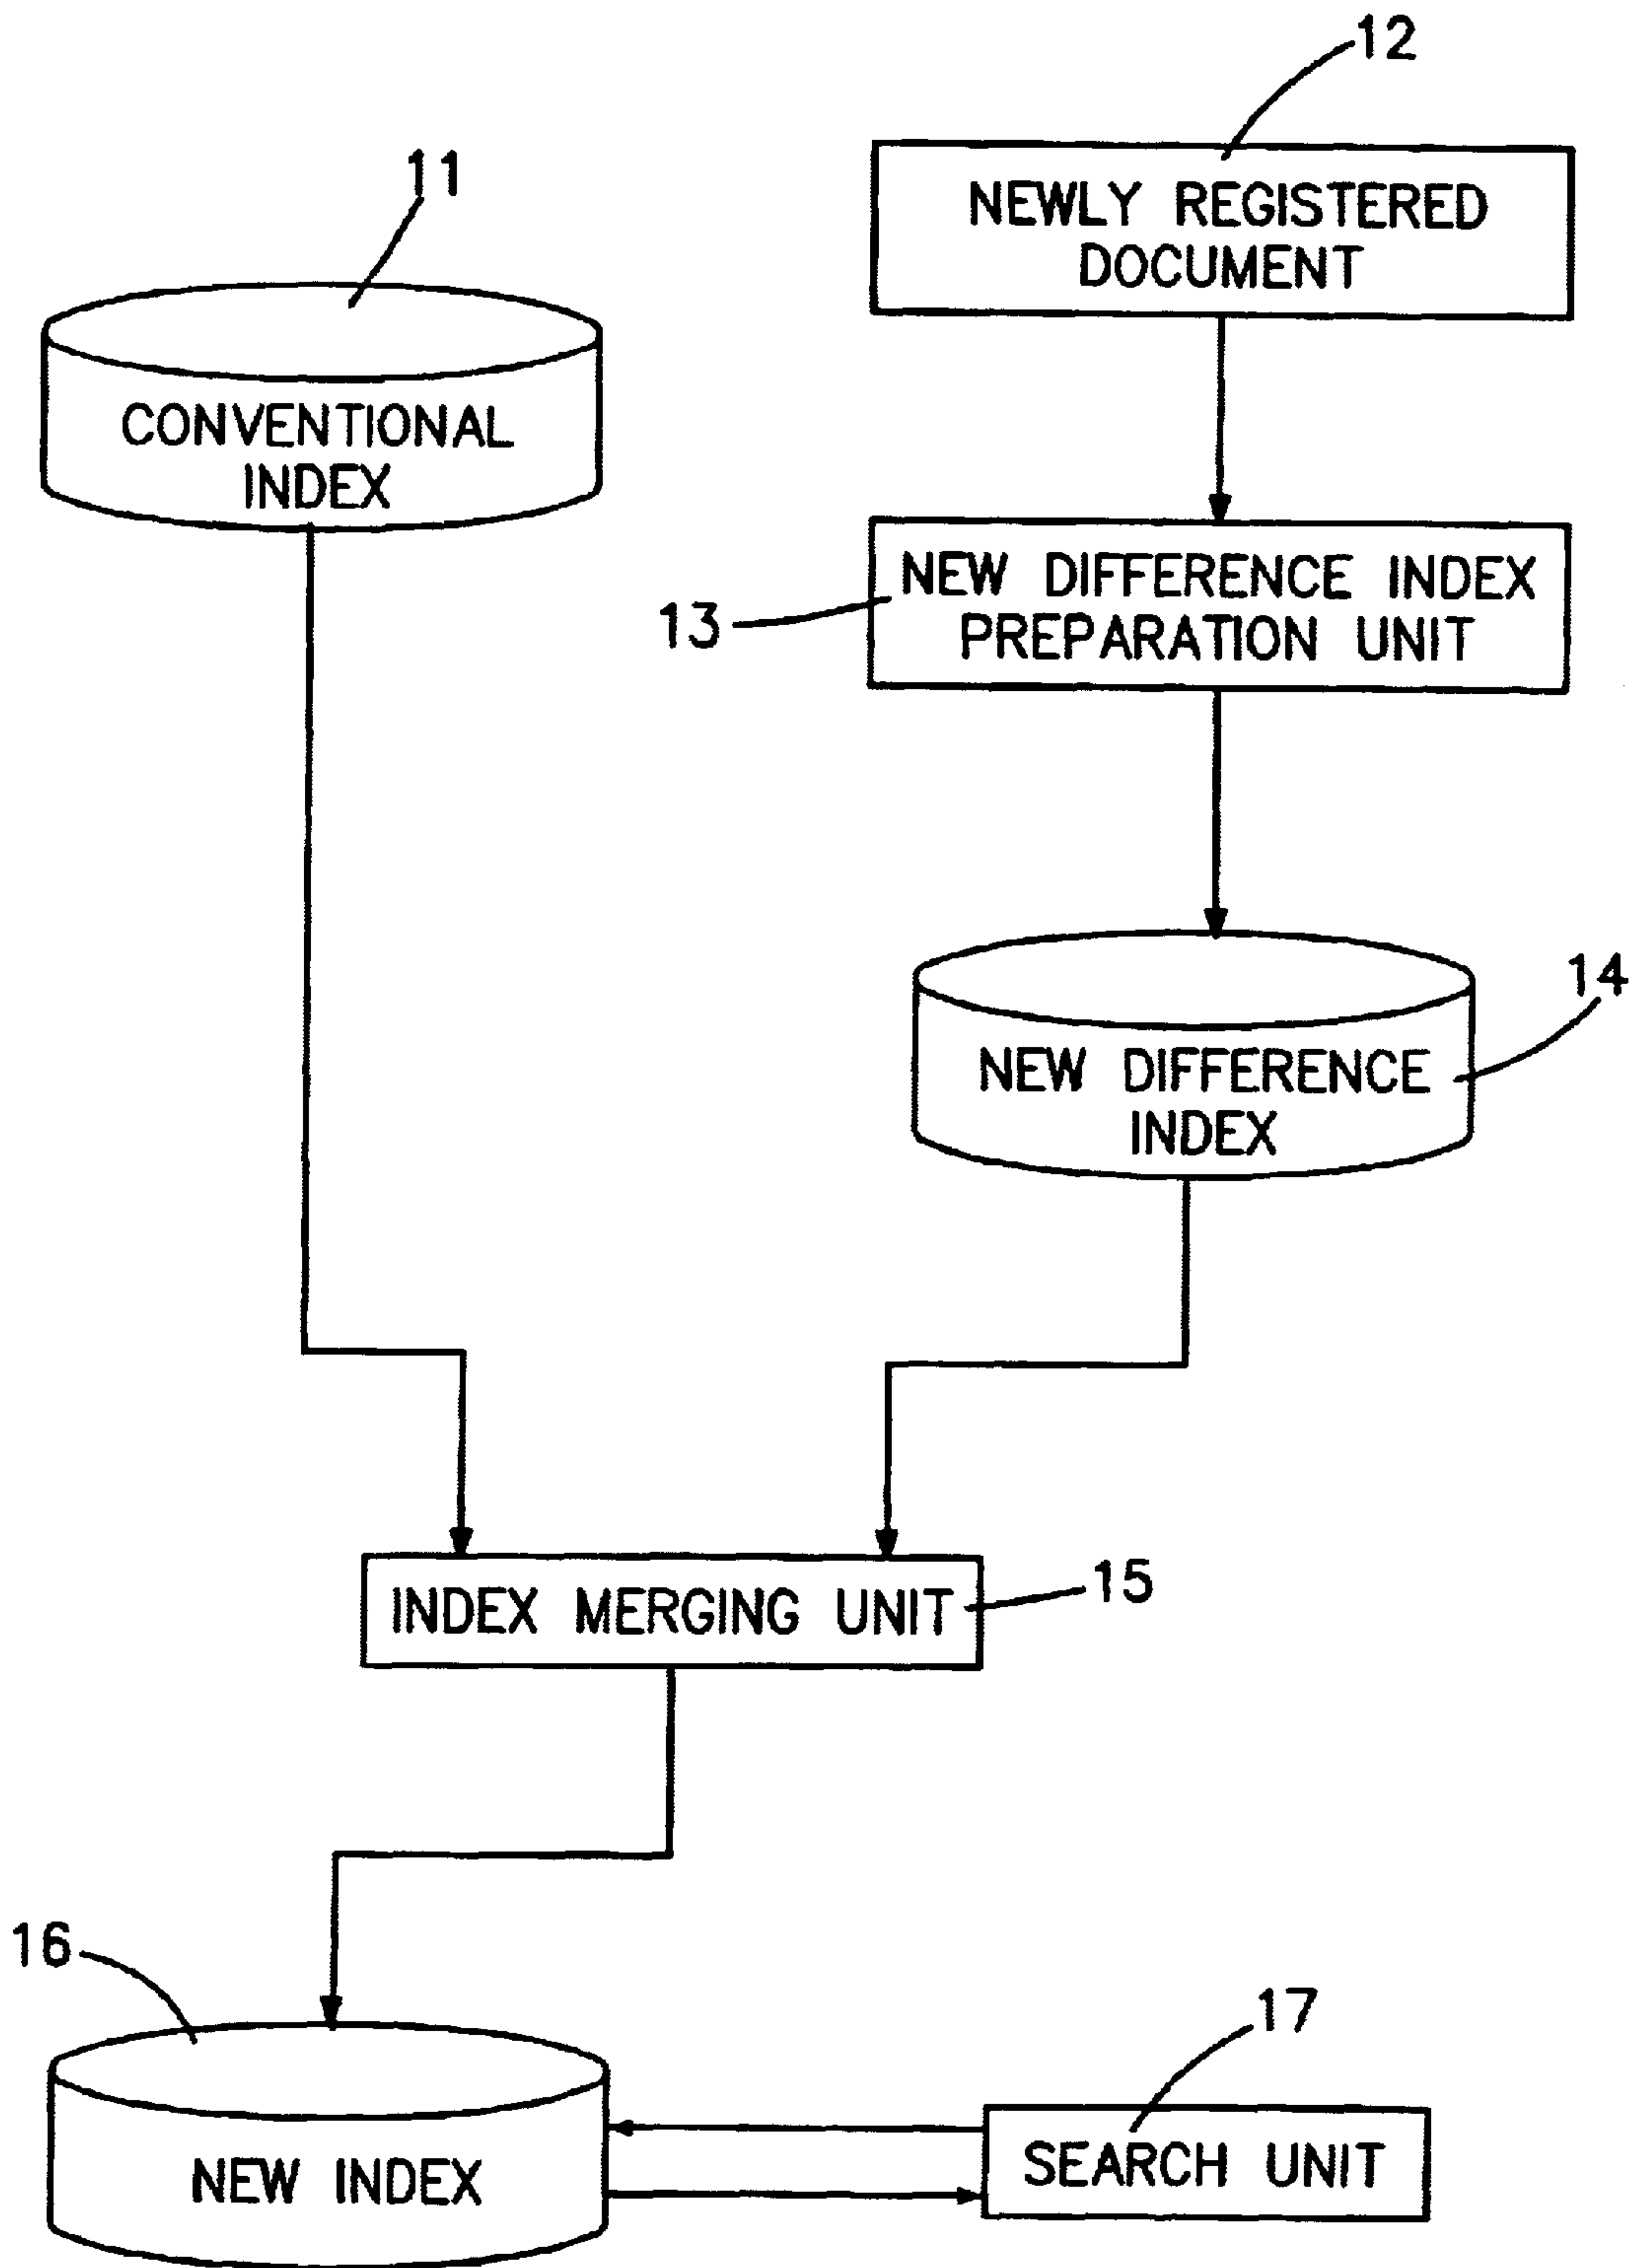 12
11
NEWLY REGISTERED
DOCUMENT
CONVENTIONAL
INDEX
NEW DIFFERENCE INDEX
PREPARATION UNIT
13
14
NEW DIFFERENCE
INDEX
INDEX MERGING UNIT
15
16
17
NEW INDEX
SEARCH UNIT